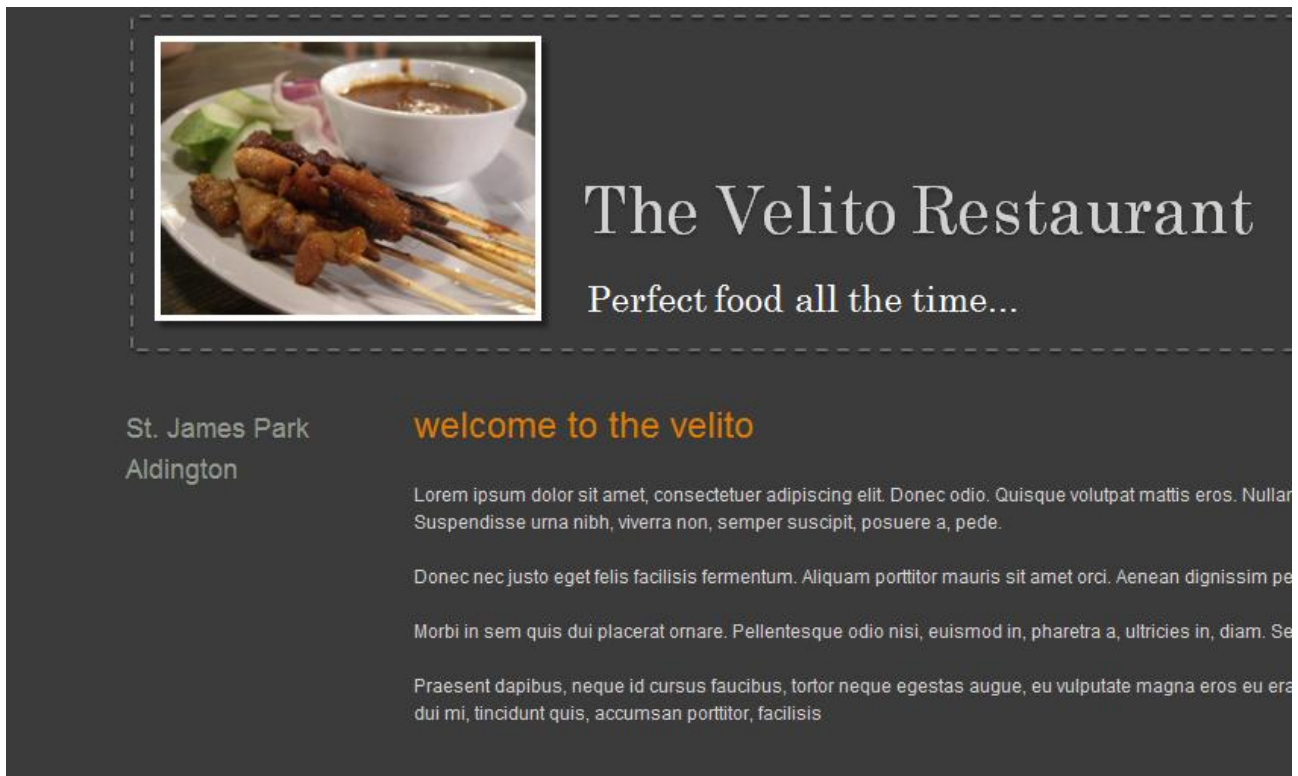 The Velito Restaurant
Perfect food all the time...
St. James Park
Aldington
welcome to the velito
Lorem ipsum dolor sit amet, consectetuer adipiscing elit. Donec odio. Quisque volutpat mattis eros. Nullam
Suspendisse urna nibh, viverra non, semper suscipit, posuere a, pede.
Donec nec justo eget felis facilisis fermentum. Aliquam porttitor mauris sit amet orci. Aenean dignissim pe
Morbi in sem quis dui placerat ornare. Pellentesque odio nisi, euismod in, pharetra a, ultricies in, diam. Se
Praesent dapibus, neque id cursus faucibus, tortor neque egestas augue, eu vulputate magna eros eu era
dui mi, tincidunt quis, accumsan porttitor, facilisis